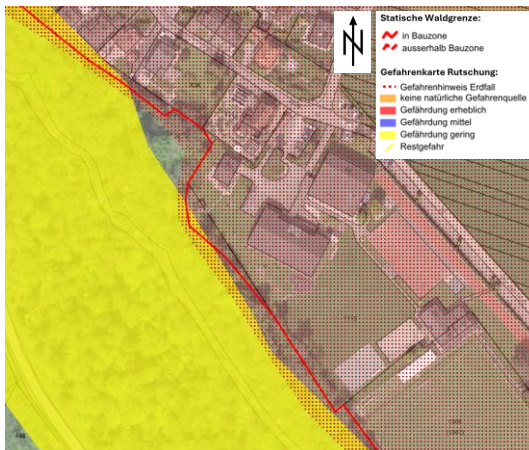 N
Statische Waldgrenze:
in Bauzone
ausserhalb Bauzone
Gefahrenkarte Rutschung:
Gefahrenhinweis Erdfall
keine natürliche Gefahrenquelle
Gefährdung erheblich
Gefährdung mittel
Gefährdung gering
Restgefahr